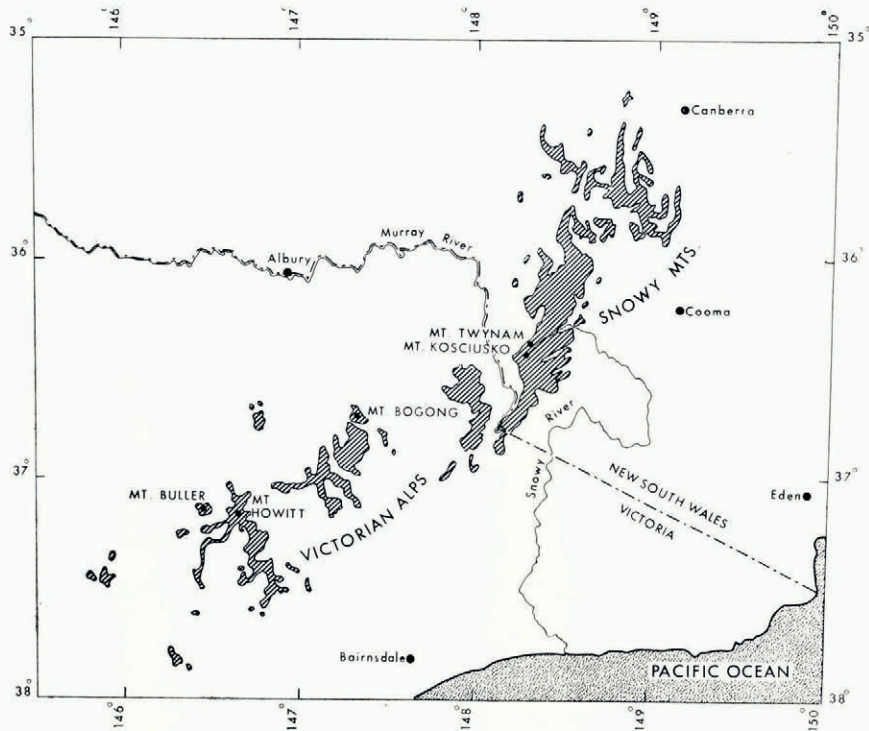 146°
147°
148°
149°
150°
35°
35°
Canberra
Murray River
36°
Albury
36°
SNOWY MTS.
Cooma
MT. TWYNAM
MT. KOSCIUSKO
MT. BOGONG
Snowy River
37°
37°
MT. BULLER
MT
HOWITT
VICTORIAN ALPS
NEW SOUTH WALES
VICTORIA
Eden
Bairnsdale
PACIFIC OCEAN
38°
38°
146°
147°
148°
149°
150°